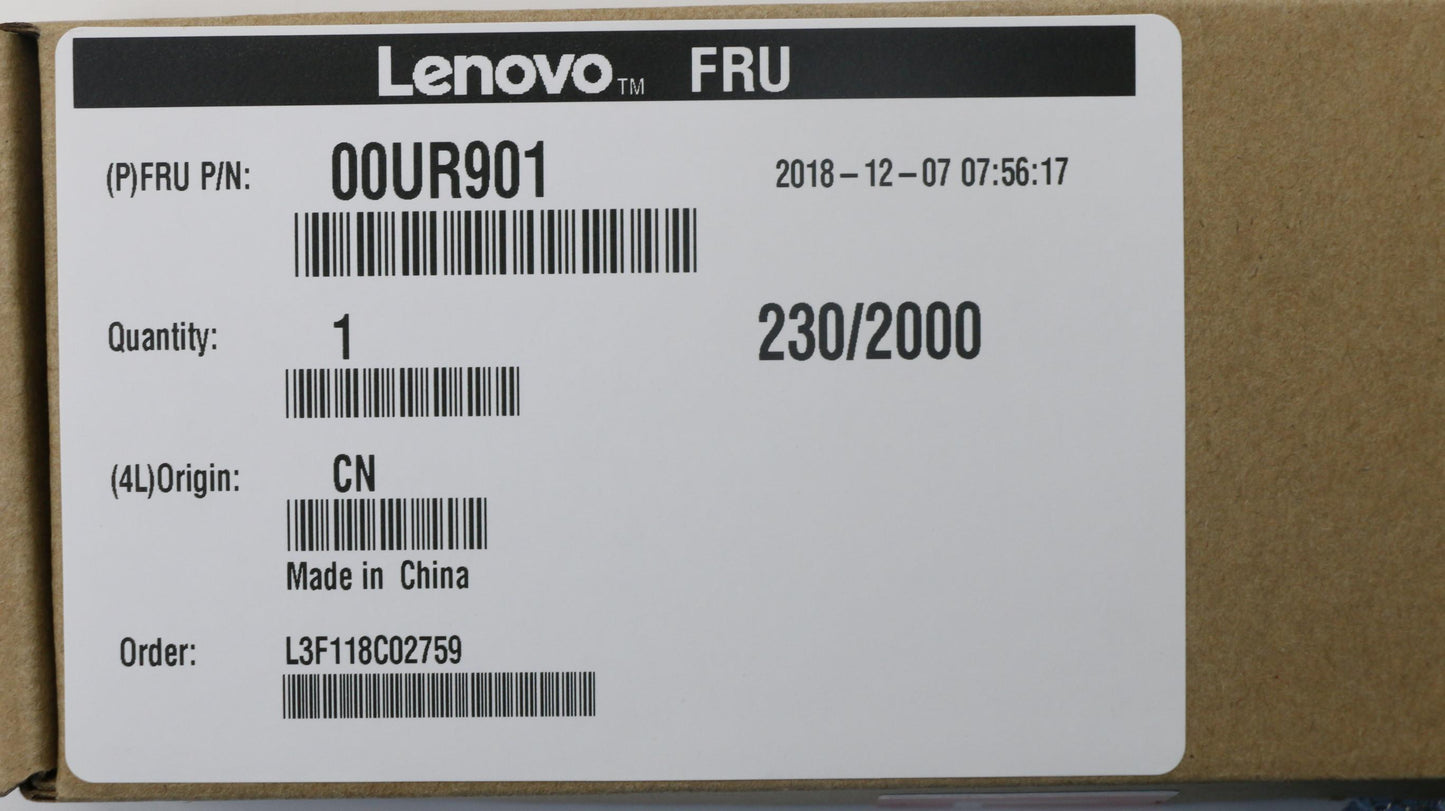 Lenovo™ FRU
(P)FRU P/N: 00UR901 2018-12-07 07:56:17
Quantity: 1 230/2000
(4L)Origin: CN
Made in China
Order: L3F118C02759